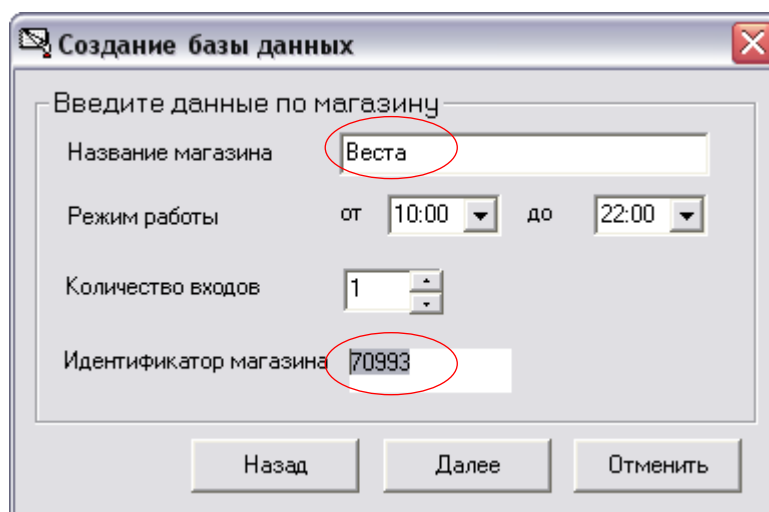 Создание базы данных
Введите данные по магазину
Название магазина Веста
Режим работы от 10:00 до 22:00
Количество входов 1
Идентификатор магазина 70993
Назад Далее Отменить